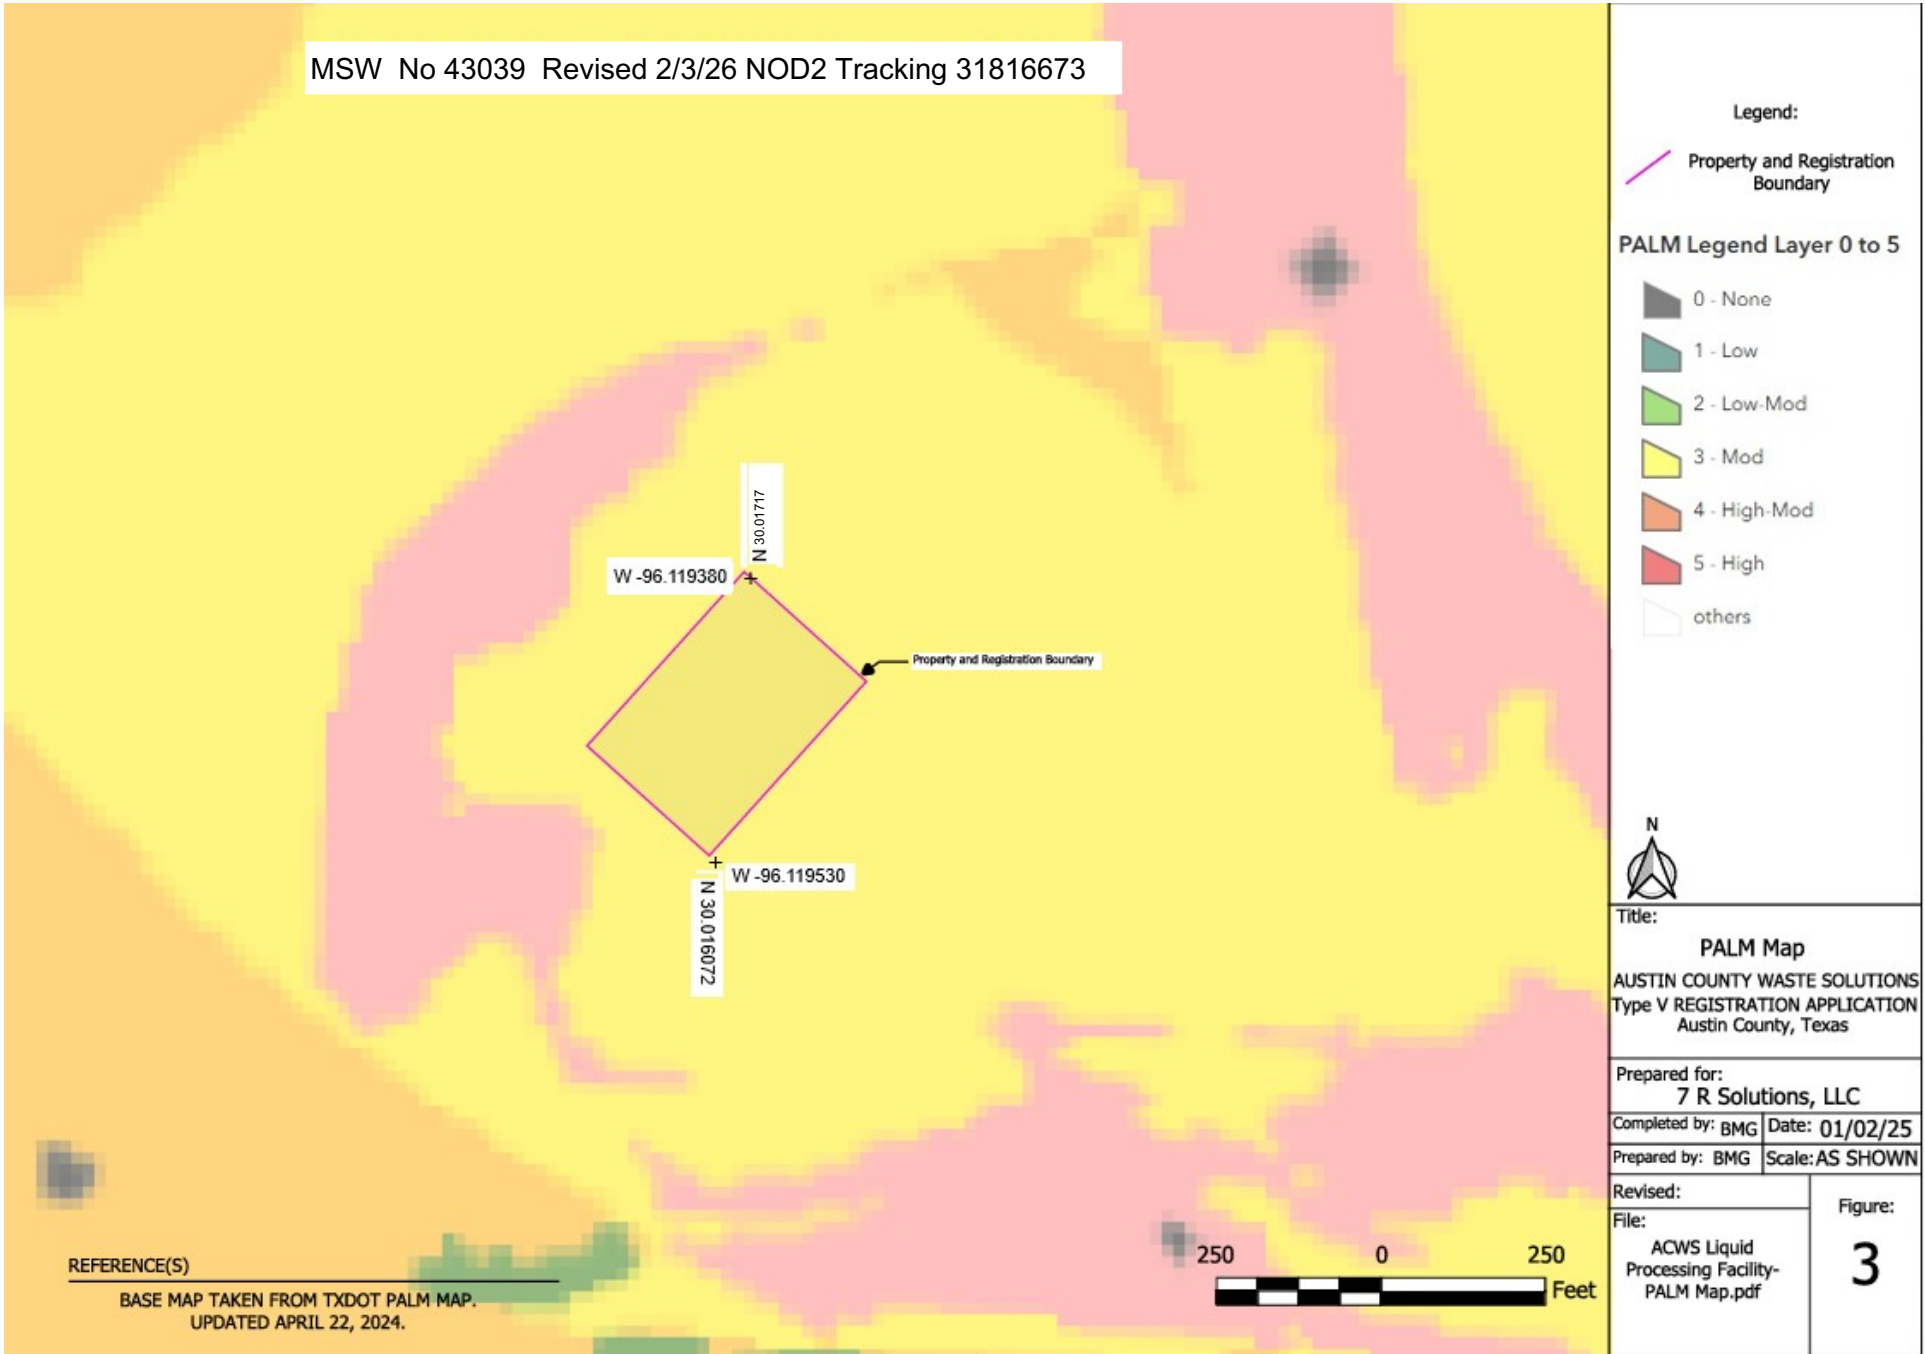 MSW No 43039 Revised 2/3/26 NOD2 Tracking 31816673
N 30.01717
W -96.119380
Property and Registration Boundary
W -96.119530
N 30.016072
REFERENCE(S)
BASE MAP TAKEN FROM TXDOT PALM MAP.
UPDATED APRIL 22, 2024.
250 0 250
Feet
Legend:
Property and Registration
Boundary
PALM Legend Layer 0 to 5
0 - None
1 - Low
2 - Low-Mod
3 - Mod
4 - High-Mod
5 - High
others
N
Title:
PALM Map
AUSTIN COUNTY WASTE SOLUTIONS
Type V REGISTRATION APPLICATION
Austin County, Texas
Prepared for:
7 R Solutions, LLC
Completed by: BMG Date: 01/02/25
Prepared by: BMG Scale: AS SHOWN
Revised:
File:
ACWS Liquid
Processing Facility-
PALM Map.pdf
Figure:
3